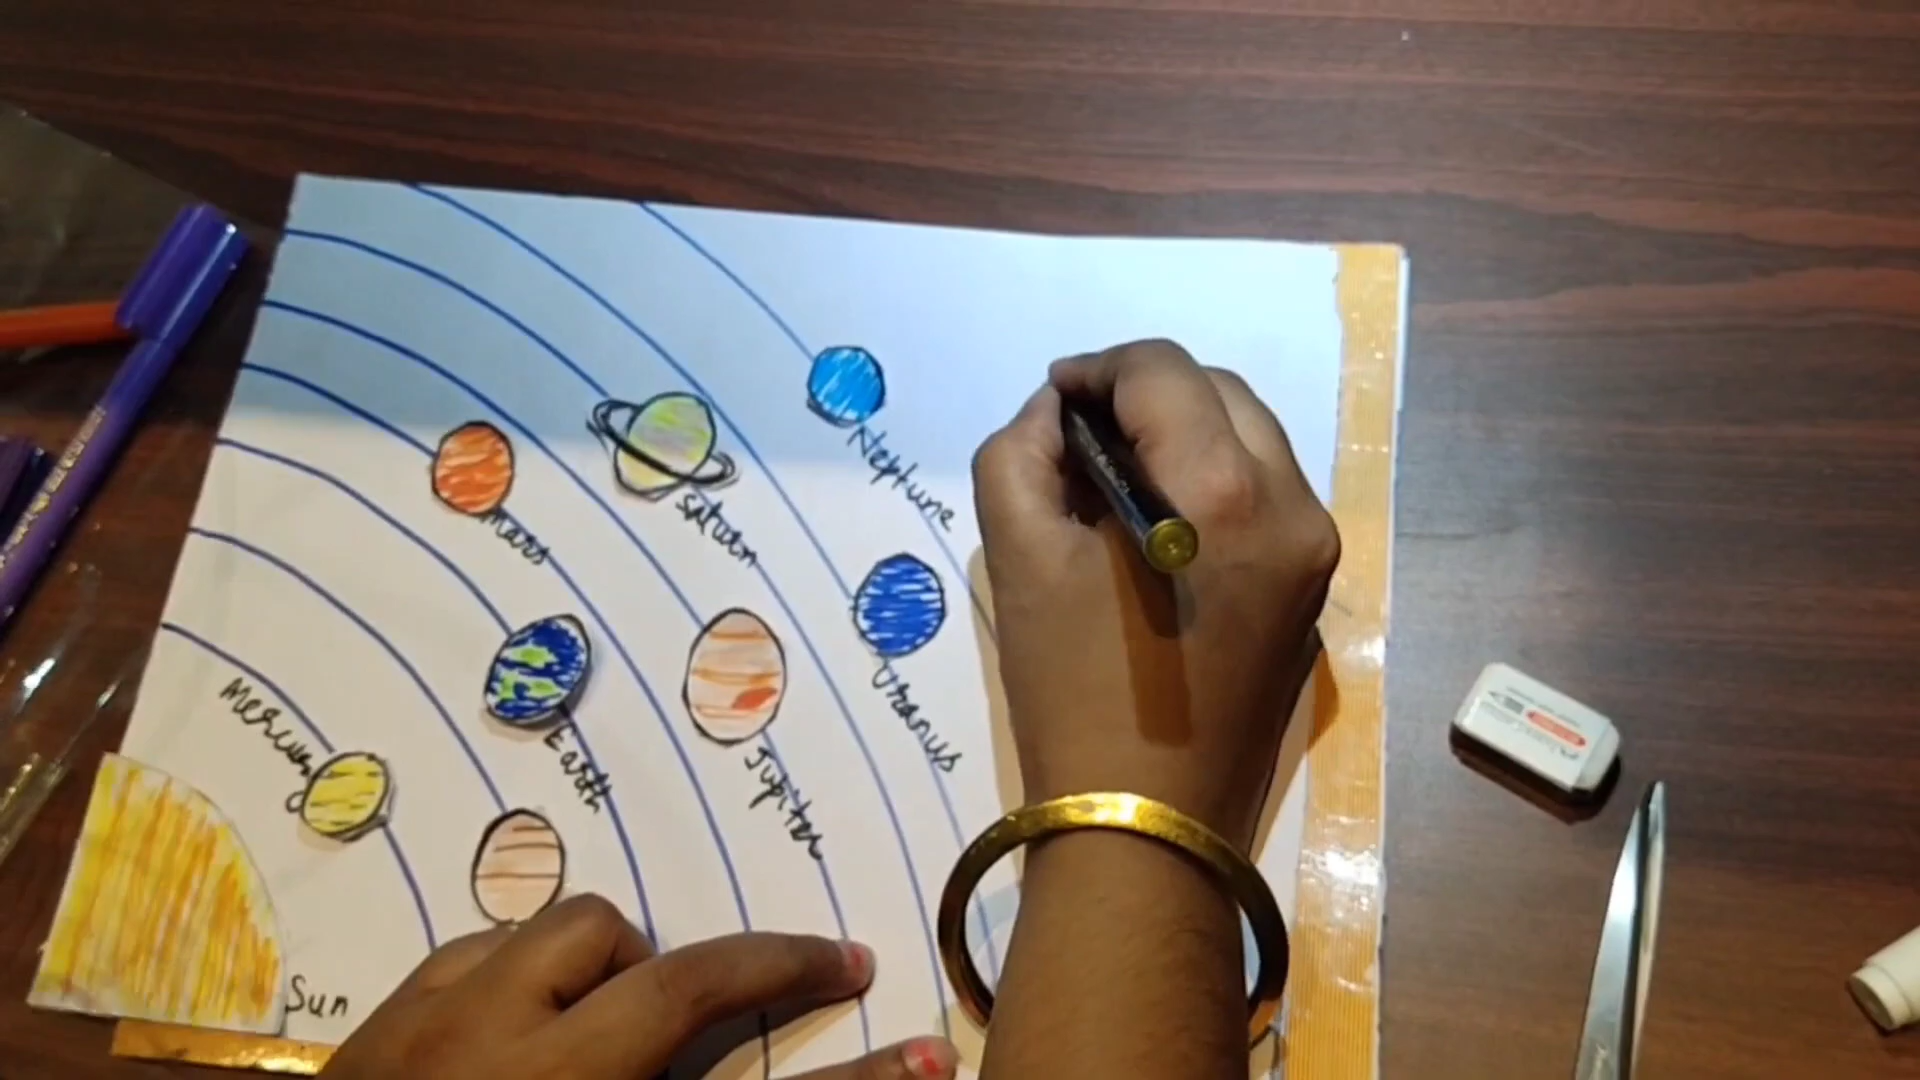 Neptune
Saturn
Mars
Uranus
Earth
Mercury
Jupiter
Sun